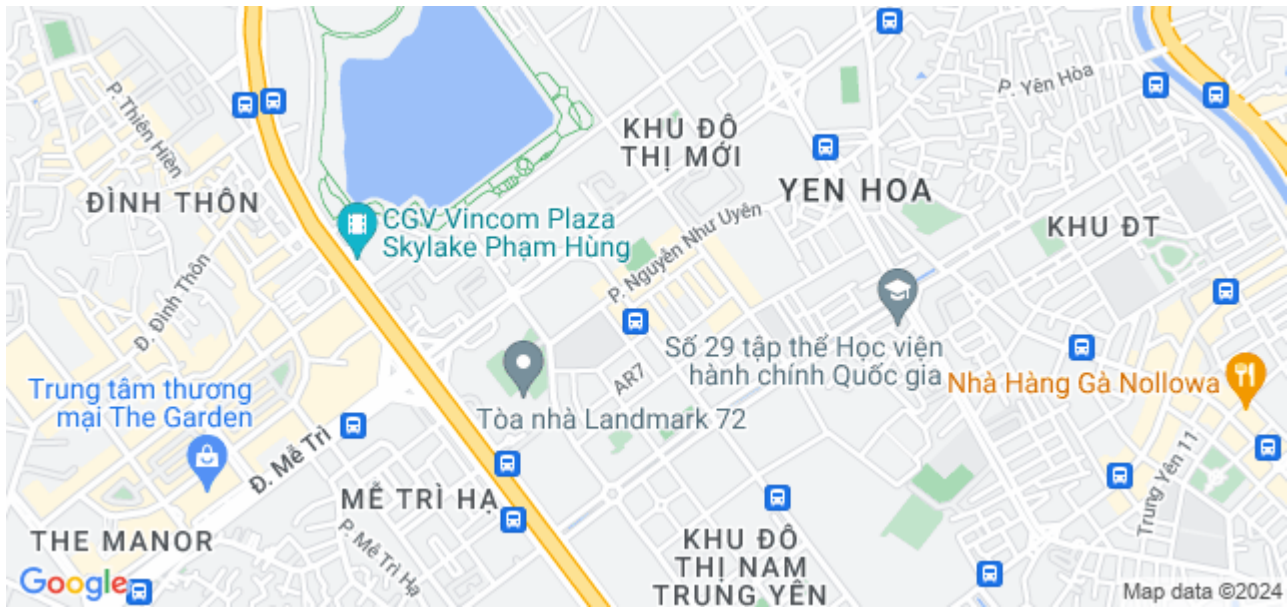 P. Thiên Hiền
ĐÌNH THÔN
Đ. Đình Thôn
CGV Vincom Plaza
Skylake Phạm Hùng
KHU ĐÔ
THỊ MỚI
P. Yên Hòa
YEN HOA
KHU ĐT
P. Nguyễn Như Uyên
Số 29 tập thể Học viện
hành chính Quốc gia
Nhà Hàng Gả Nollowa
AR7
Tòa nhà Landmark 72
Trung tâm thương
mại The Garden
Đ. Mễ Trì
MỄ TRÌ HẠ
P. Mễ Trì Hạ
Trung Yên 11
THE MANOR
KHU ĐÔ
THỊ NAM
TRUNG YÊN
Google
Map data ©2024